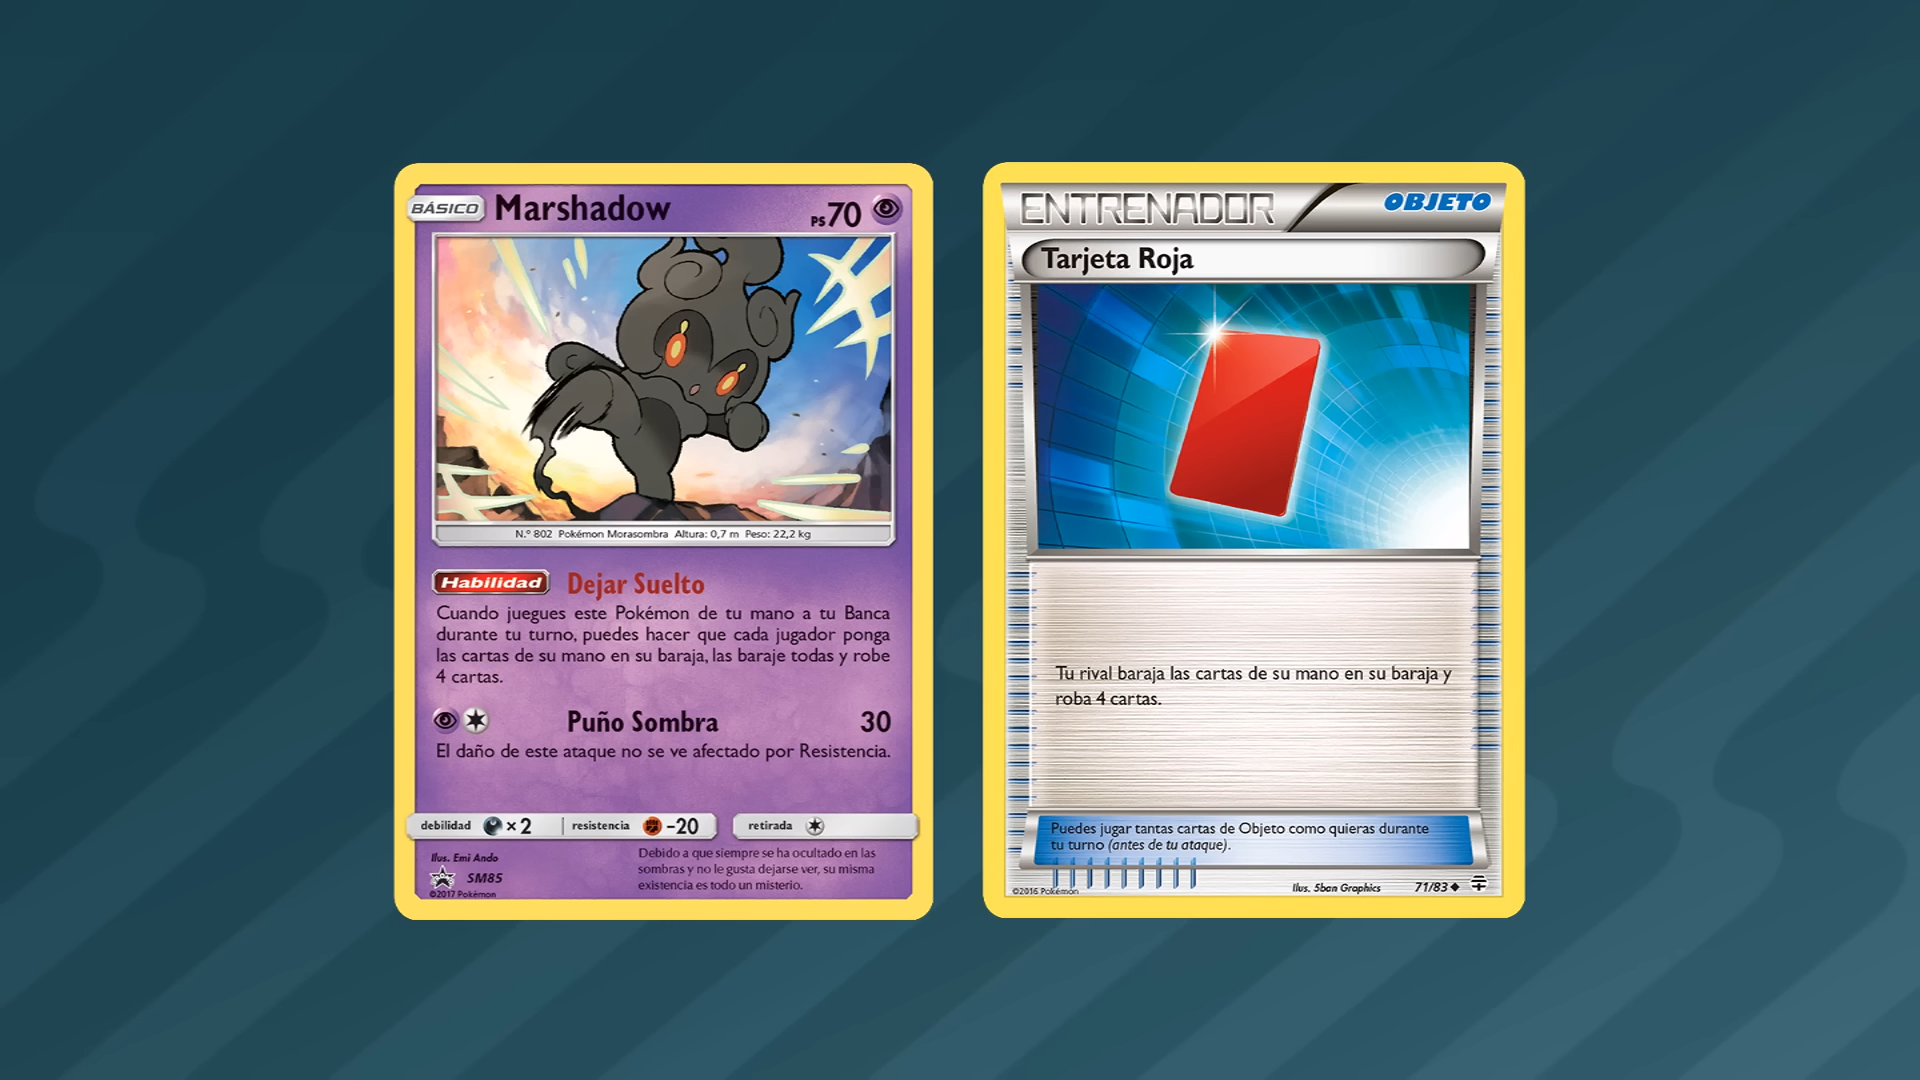 BÁSICO Marshadow PS 70
N.º 802 Pokémon Morasombra Altura: 0,7 m Peso: 22,2 kg
Habilidad Dejar Suelto
Cuando juegues este Pokémon de tu mano a tu Banca
durante tu turno, puedes hacer que cada jugador ponga
las cartas de su mano en su baraja, las baraje todas y robe
4 cartas.
Puño Sombra 30
El daño de este ataque no se ve afectado por Resistencia.
debilidad ×2 resistencia -20 retirada
Ilus. Emi Ando
SM85
©2017 Pokémon
Debido a que siempre se ha ocultado en las
sombras y no le gusta dejarse ver, su misma
existencia es todo un misterio.
ENTRENADOR OBJETO
Tarjeta Roja
Tu rival baraja las cartas de su mano en su baraja y
roba 4 cartas.
Puedes jugar tantas cartas de Objeto como quieras durante
tu turno (antes de tu ataque).
©2016 Pokémon Ilus. 5ban Graphics 71/83